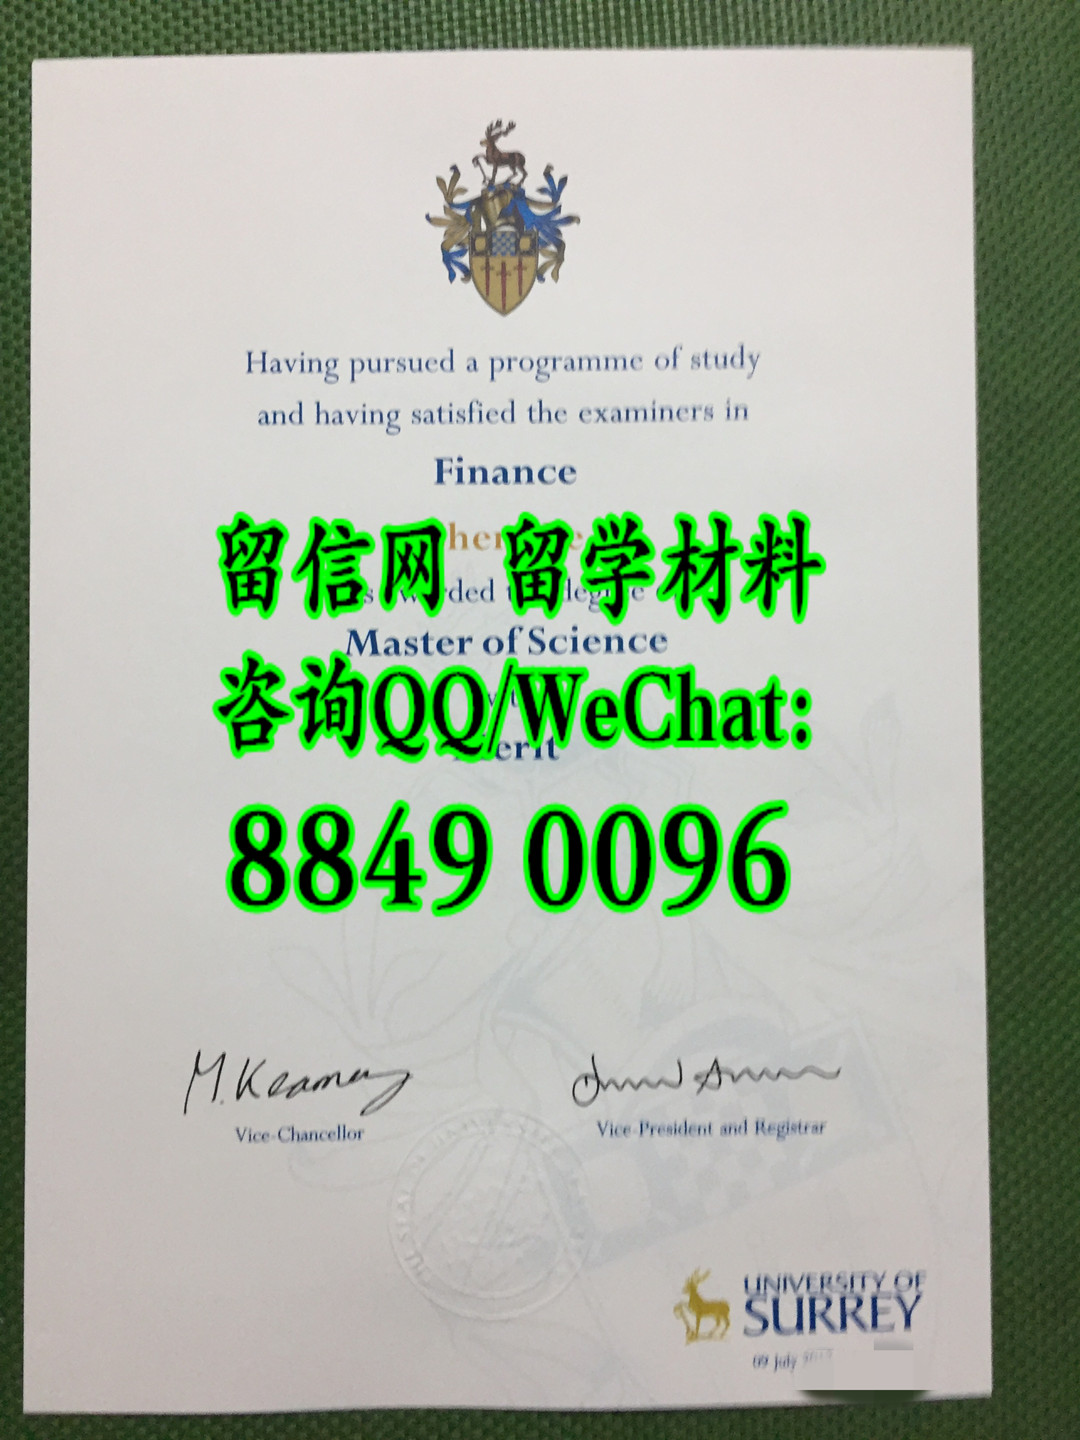 Having pursued a programme of study
and having satisfied the examiners in
Finance
留信网 留学材料
Master of Science
咨询QQ/WeChat:
8849 0096
M. Kearney
Vice-Chancellor
Vice-President and Registrar
UNIVERSITY OF
SURREY
09 July